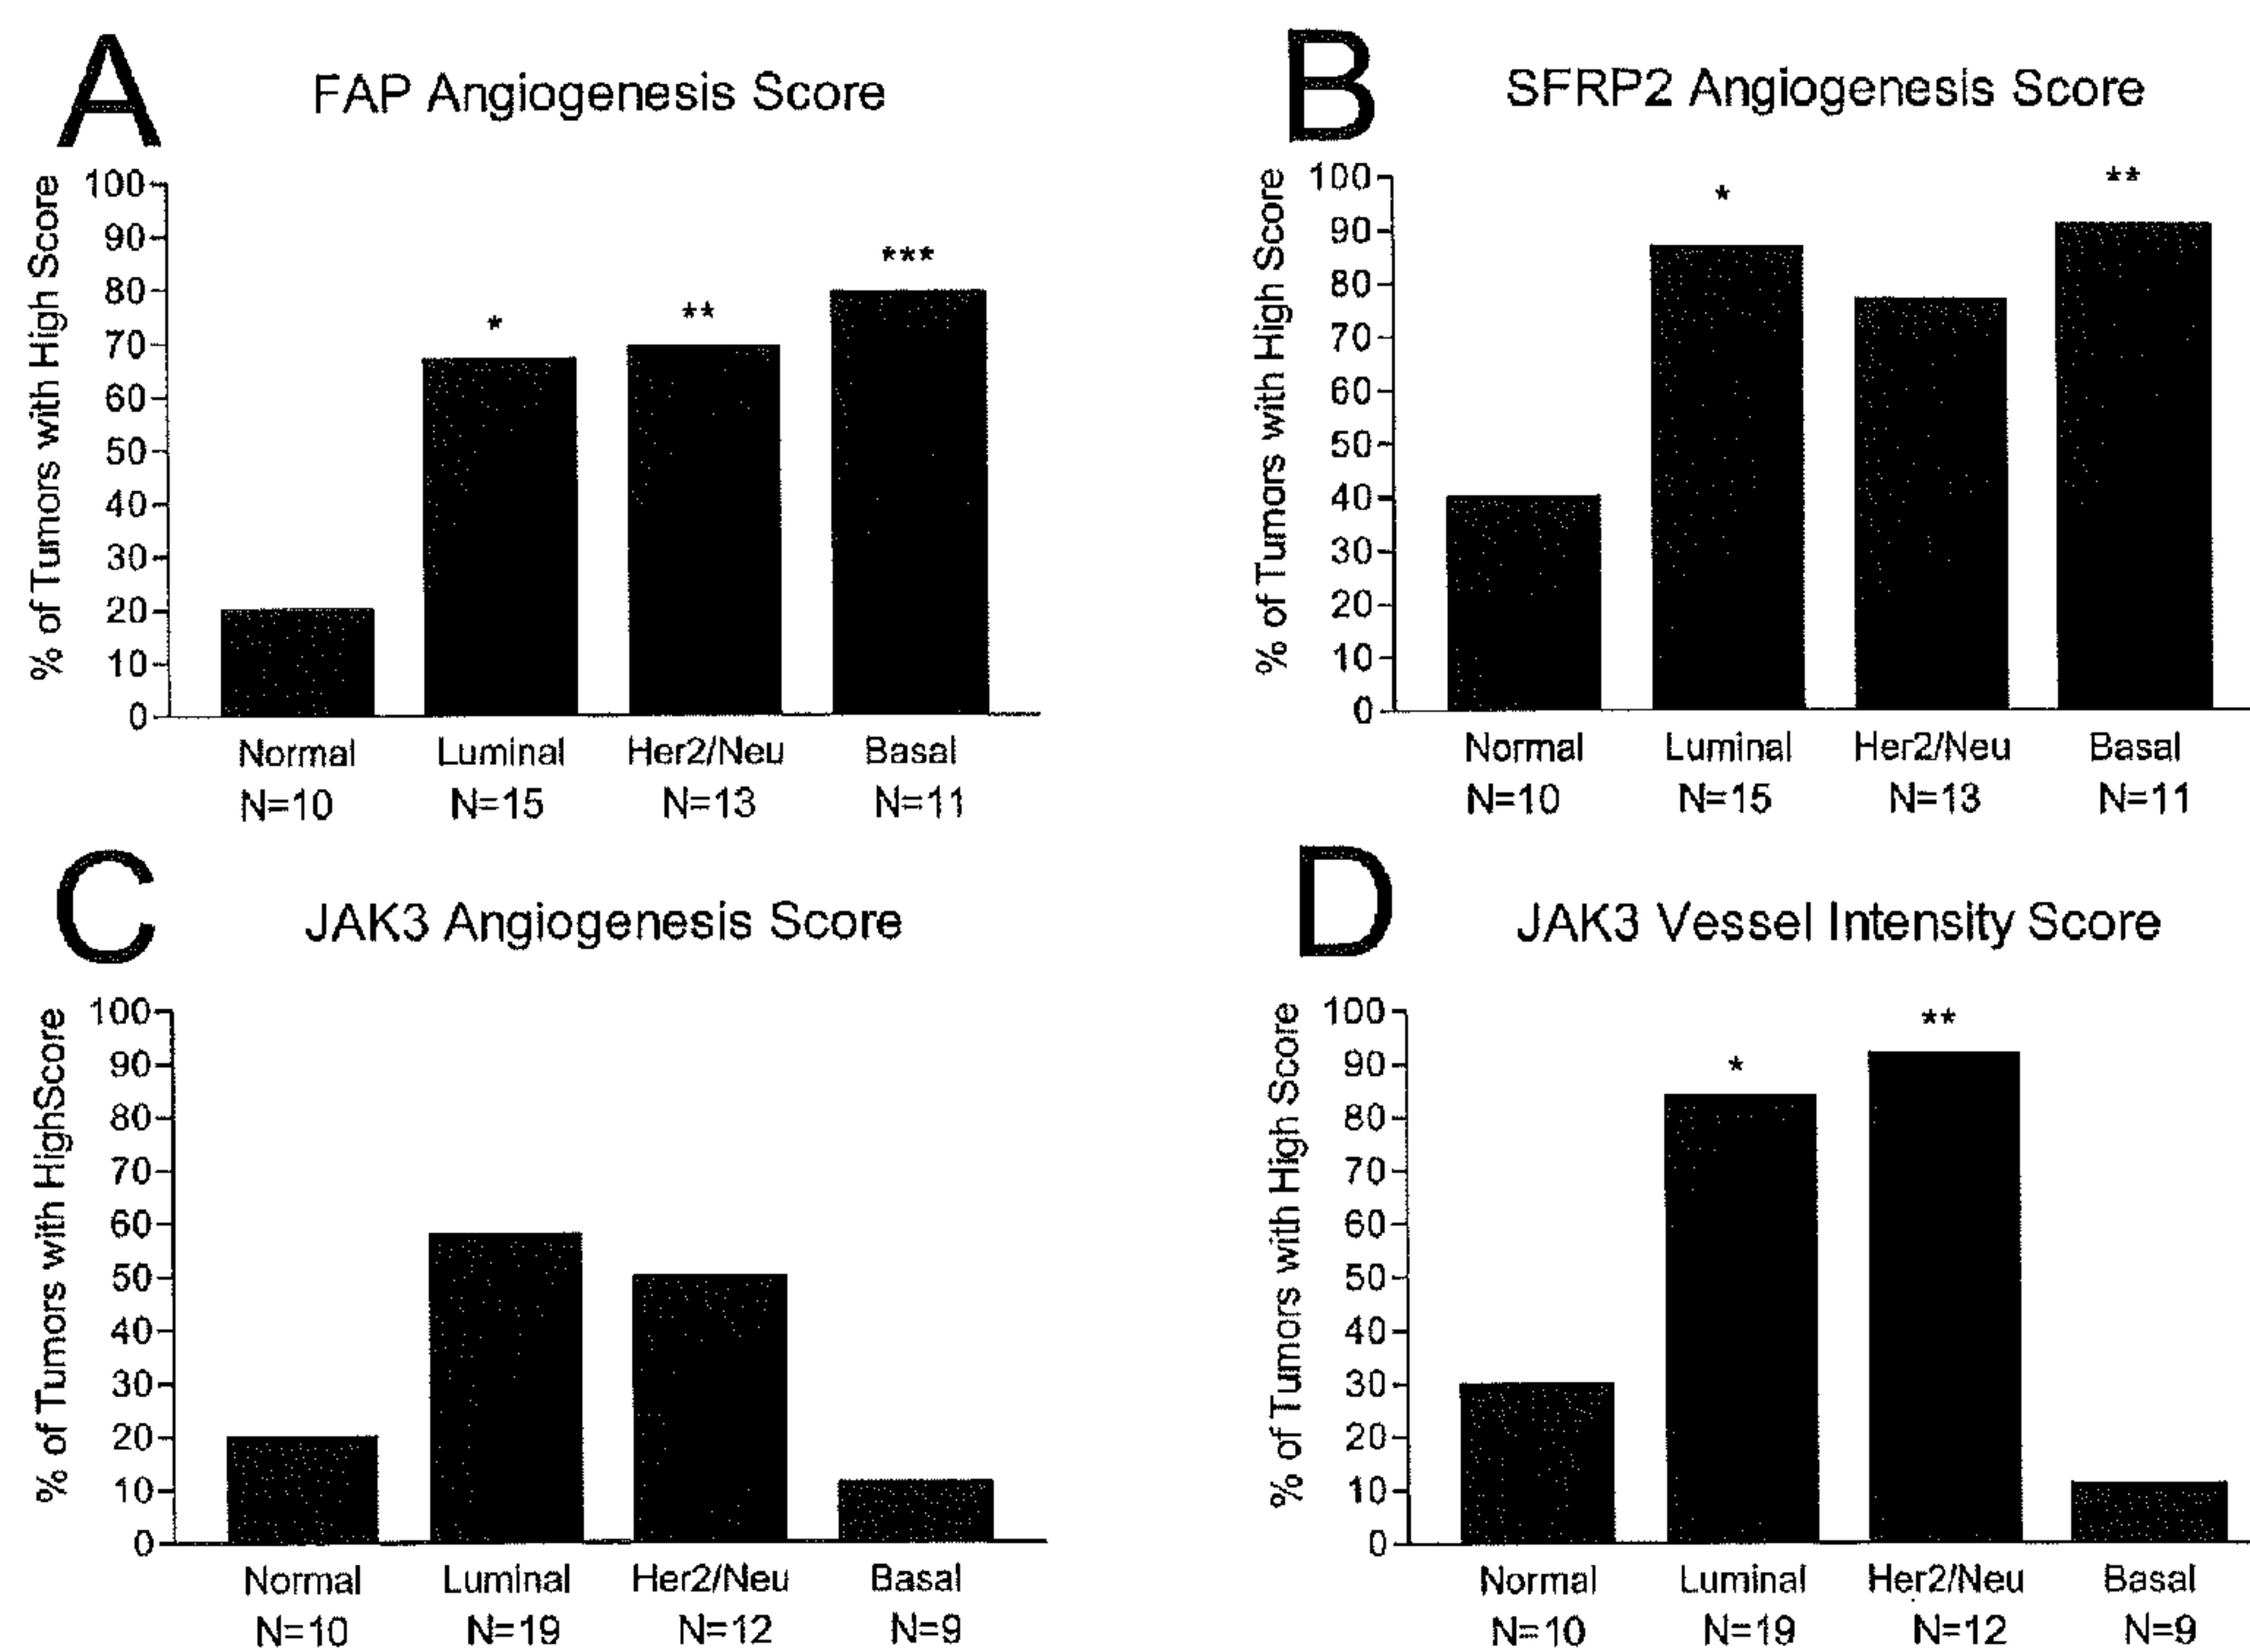 A
FAP Angiogenesis Score
% of Tumors with High Score
100
90
80
70
60
50
40
30
20
10
0
*
**
***
Normal Luminal Her2/Neu Basal
N=10 N=15 N=13 N=11
B
SFRP2 Angiogenesis Score
% of Tumors with High Score
100
90
80
70
60
50
40
30
20
10
0
*
**
Normal Luminal Her2/Neu Basal
N=10 N=15 N=13 N=11
C
JAK3 Angiogenesis Score
% of Tumors with HighScore
100
90
80
70
60
50
40
30
20
10
0
Normal Luminal Her2/Neu Basal
N=10 N=19 N=12 N=9
D
JAK3 Vessel Intensity Score
% of Tumors with High Score
100
90
80
70
60
50
40
30
20
10
0
*
**
Normal Luminal Her2/Neu Basal
N=10 N=19 N=12 N=9